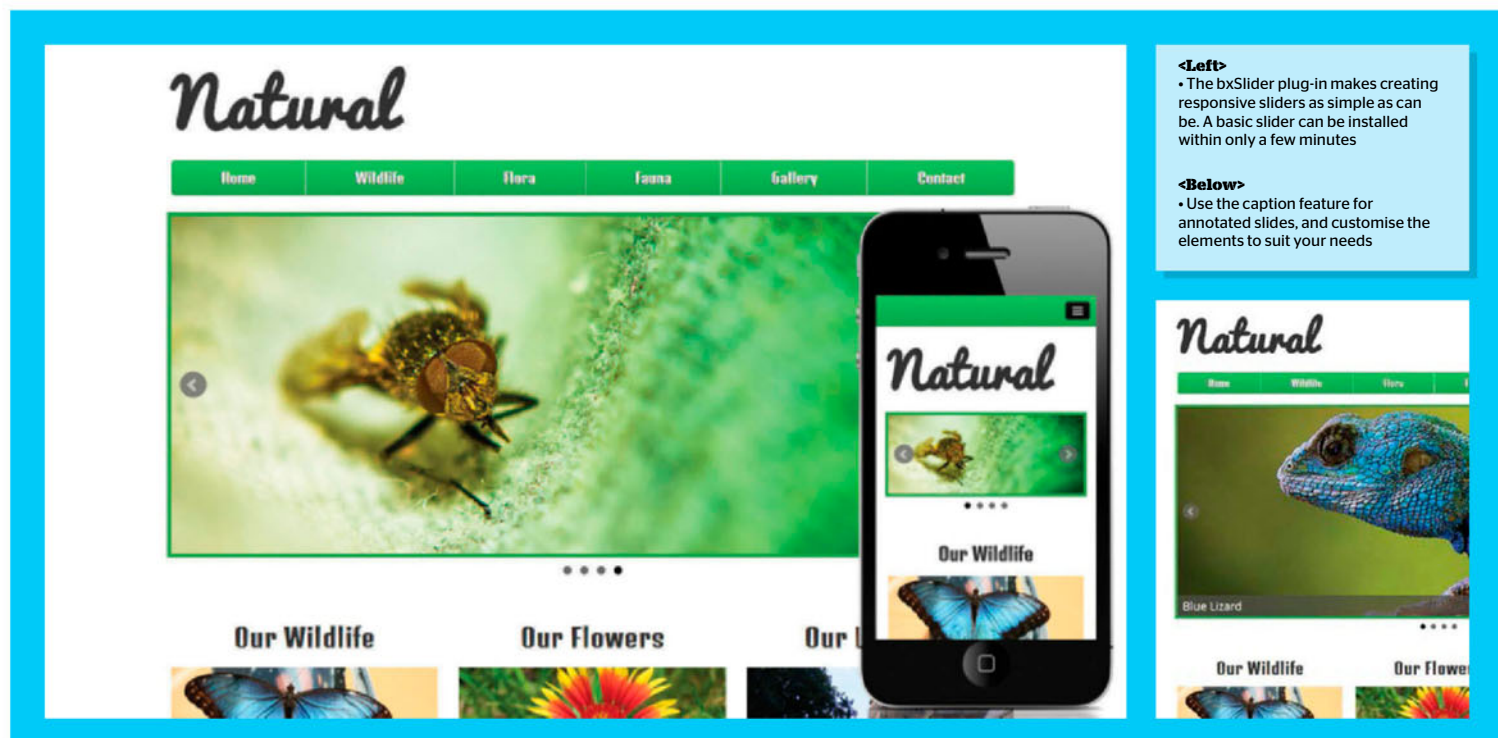 Natural
Home Wildlife Flora Fauna Gallery Contact
Our Wildlife Our Flowers Our
Natural
Our Wildlife
<Left>
• The bxSlider plug-in makes creating
responsive sliders as simple as can
be. A basic slider can be installed
within only a few minutes
<Below>
• Use the caption feature for
annotated slides, and customise the
elements to suit your needs
Natural
Home Wildlife Flora
Blue Lizard
Our Wildlife Our Flowe